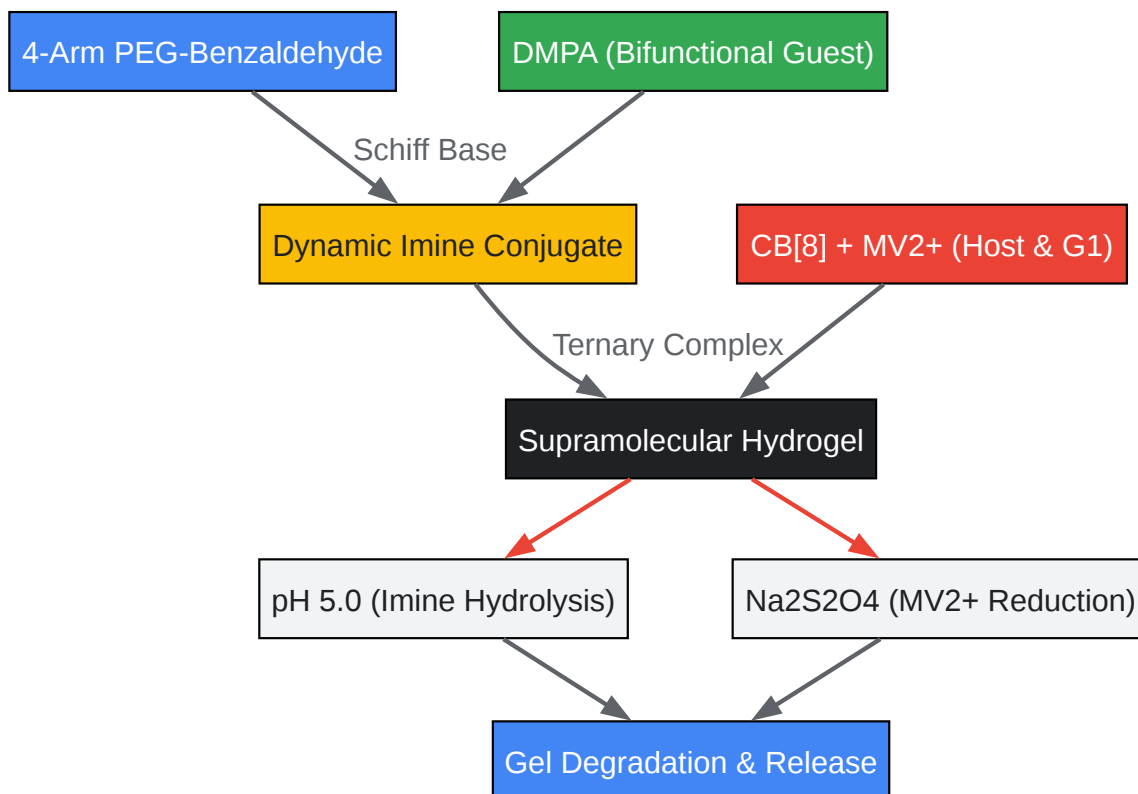 4-Arm PEG-Benzaldehyde
DMPA (Bifunctional Guest)
Schiff Base
Dynamic Imine Conjugate
CB[8] + MV2+ (Host & G1)
Ternary Complex
Supramolecular Hydrogel
pH 5.0 (Imine Hydrolysis)
Na2S2O4 (MV2+ Reduction)
Gel Degradation & Release